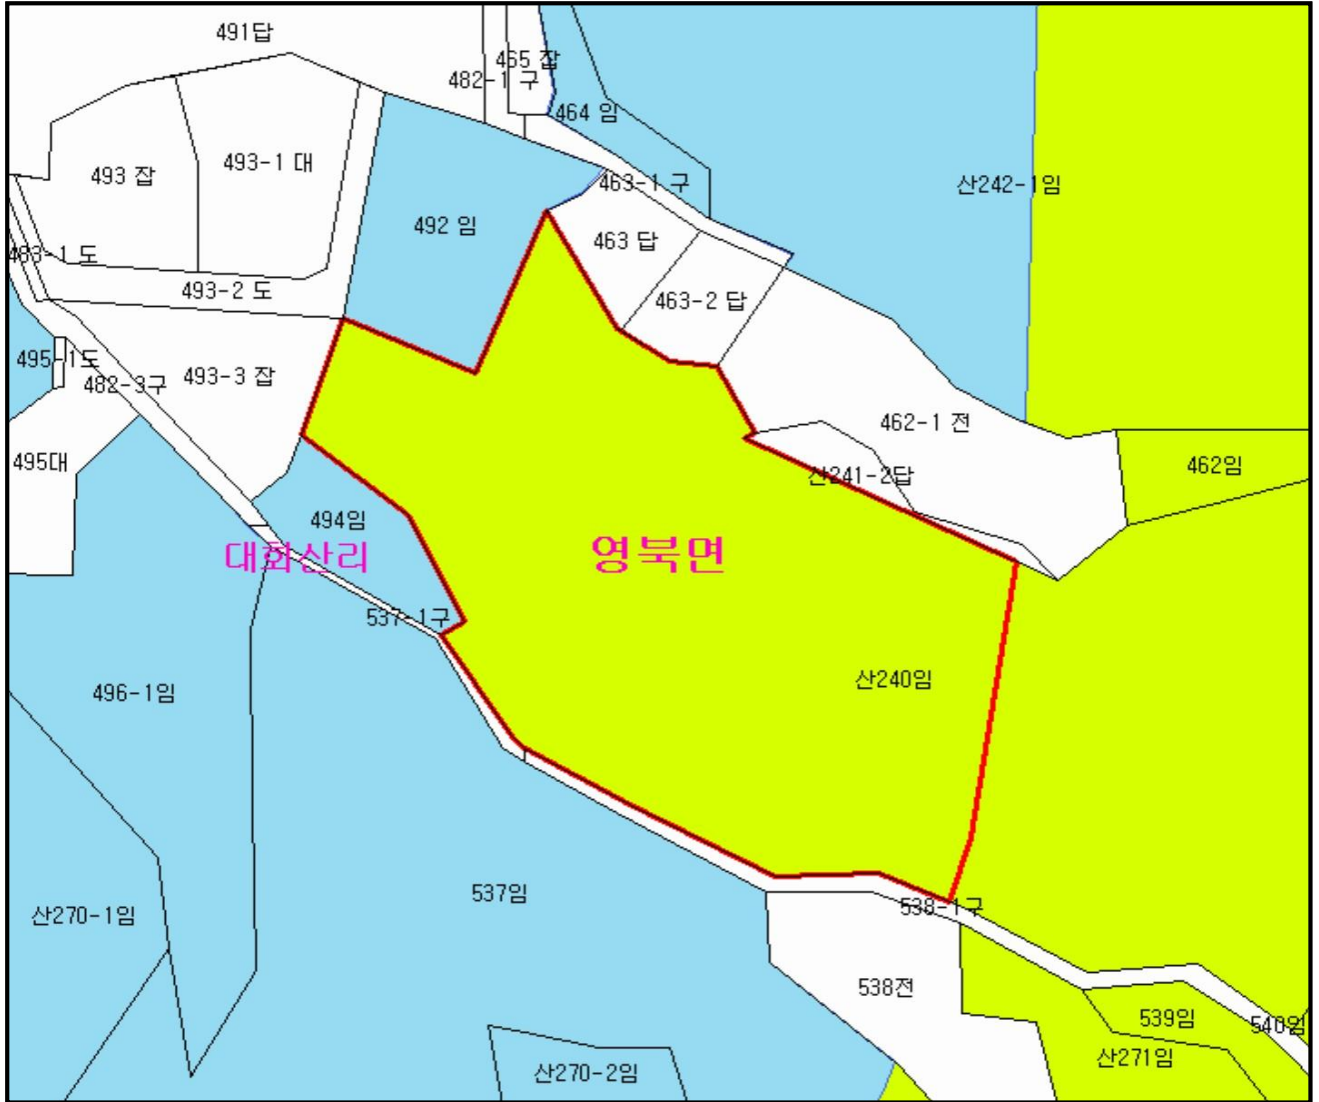 491답
465 잡
482-1 구
464 임
493 잡
493-1 대
463-1 구
산242-1임
492 임
463 답
483-1 도
493-2 도
463-2 답
495-1도
482-3구
493-3 잡
462-1 전
495대
산241-2답
462임
494임
대화산리
영북면
537-1구
496-1임
산240임
537임
산270-1임
538-1구
538전
539임
540임
산271임
산270-2임